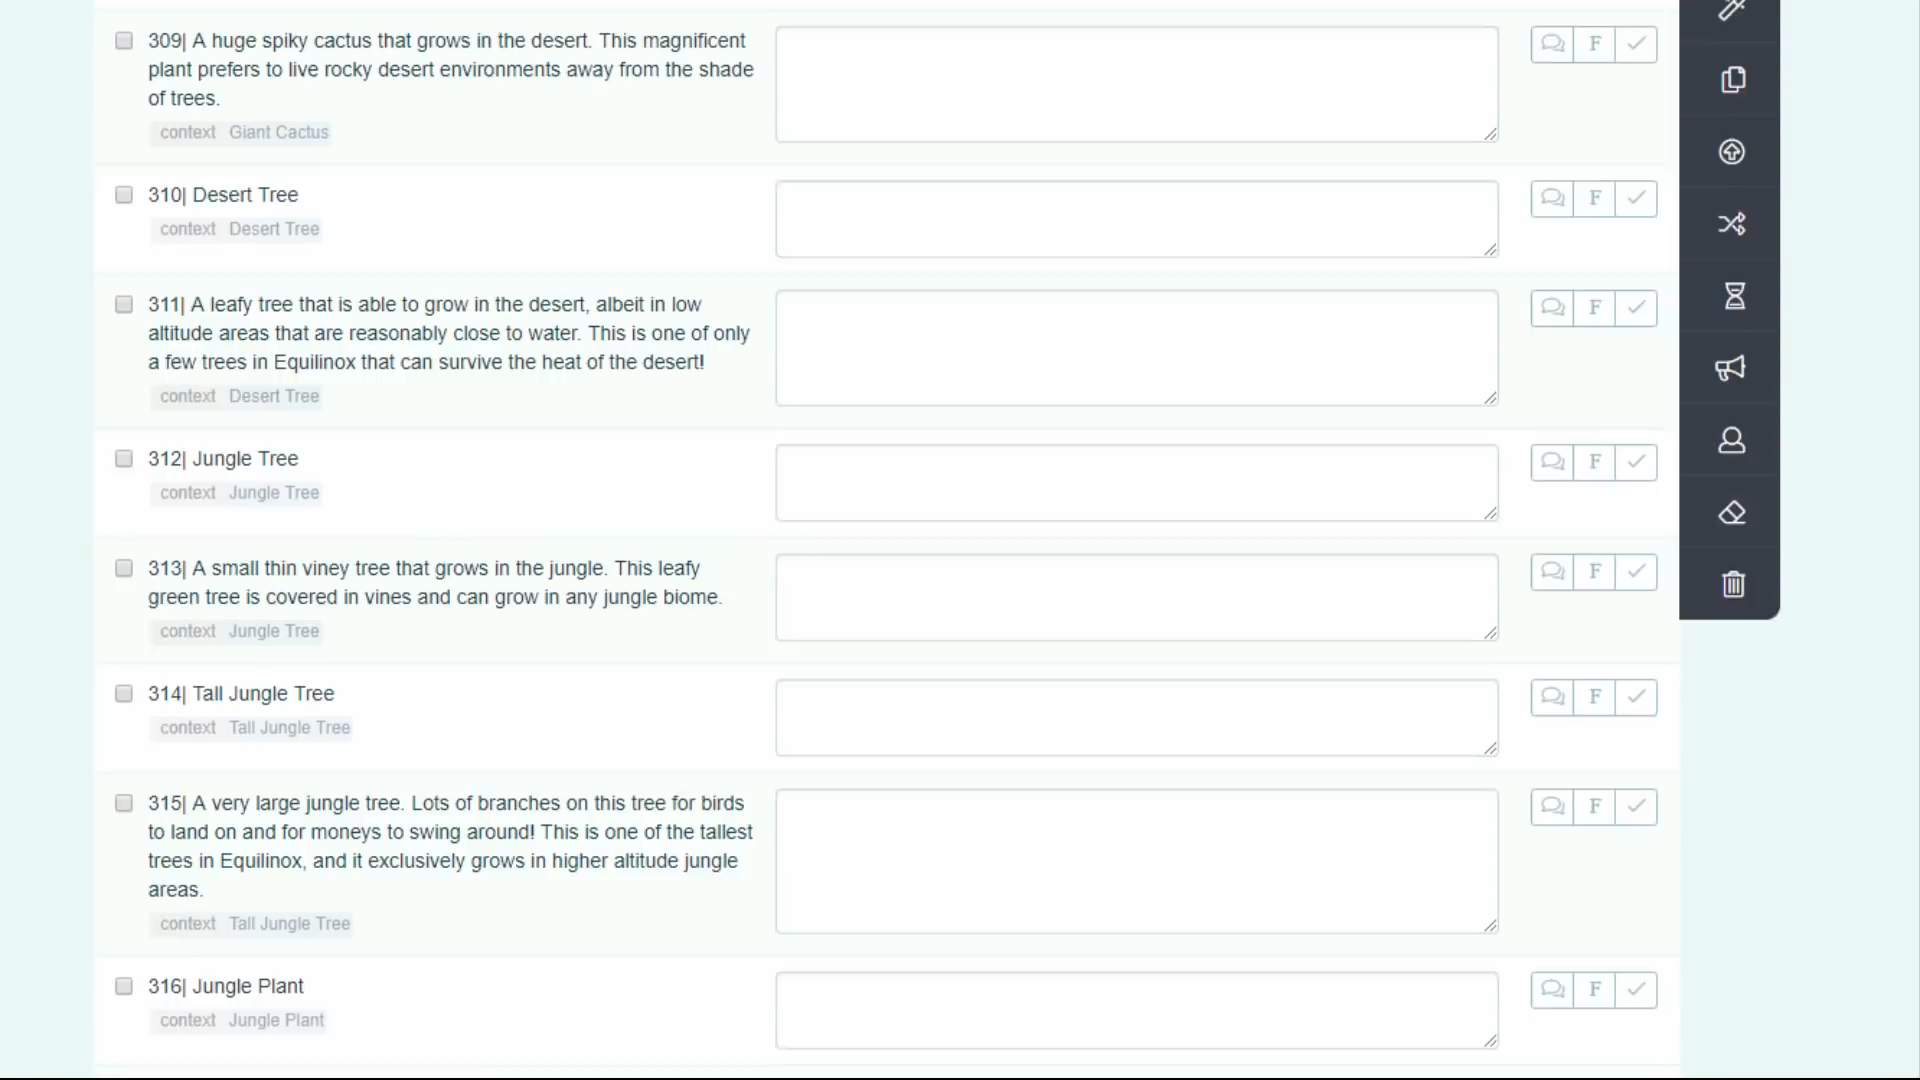 309| A huge spiky cactus that grows in the desert. This magnificent
plant prefers to live rocky desert environments away from the shade
of trees.
context Giant Cactus
F
310| Desert Tree
context Desert Tree
F
311| A leafy tree that is able to grow in the desert, albeit in low
altitude areas that are reasonably close to water. This is one of only
a few trees in Equilinox that can survive the heat of the desert!
context Desert Tree
F
312| Jungle Tree
context Jungle Tree
F
313| A small thin viney tree that grows in the jungle. This leafy
green tree is covered in vines and can grow in any jungle biome.
context Jungle Tree
F
314| Tall Jungle Tree
context Tall Jungle Tree
F
315| A very large jungle tree. Lots of branches on this tree for birds
to land on and for moneys to swing around! This is one of the tallest
trees in Equilinox, and it exclusively grows in higher altitude jungle
areas.
context Tall Jungle Tree
F
316| Jungle Plant
context Jungle Plant
F